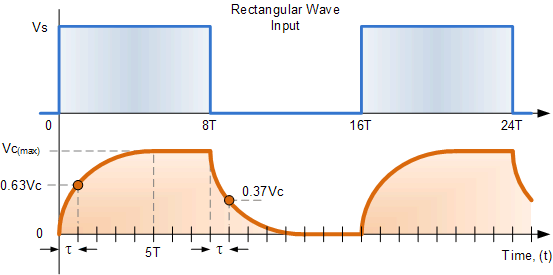 Rectangular Wave
Input
Vs
0
8T
16T
24T
Vc(max)
0.63Vc
0.37Vc
0
τ
5T
τ
Time, (t)